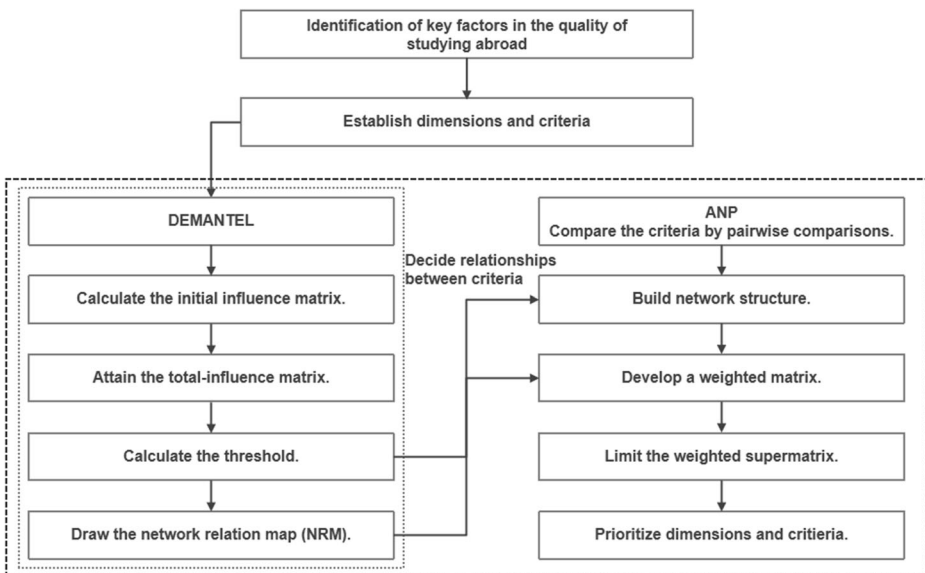 Identification of key factors in the quality of
studying abroad
Establish dimensions and criteria
DEMANTEL
Calculate the initial influence matrix.
Attain the total-influence matrix.
Calculate the threshold.
Draw the network relation map (NRM).
Decide relationships
between criteria
ANP
Compare the criteria by pairwise comparisons.
Build network structure.
Develop a weighted matrix.
Limit the weighted supermatrix.
Prioritize dimensions and critieria.